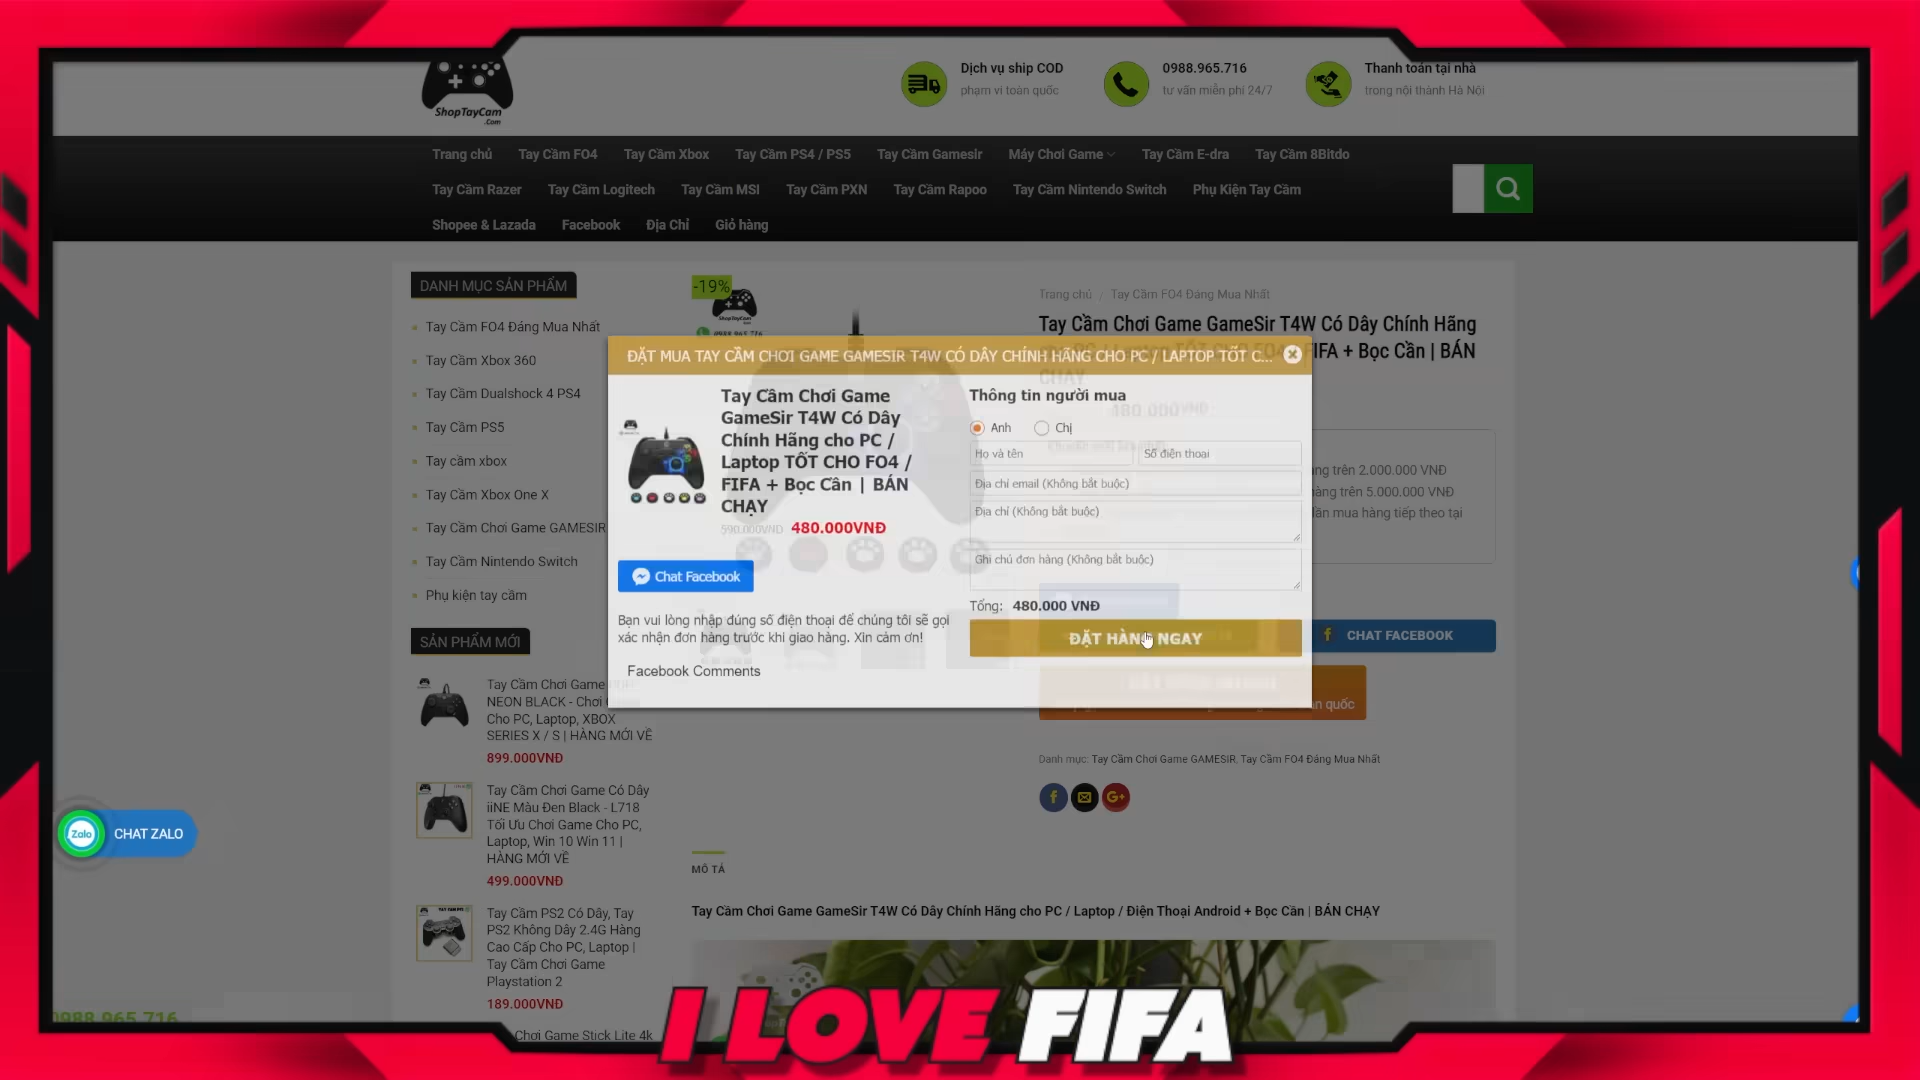 ShopTayCam
.Com
Dịch vụ ship COD
phạm vi toàn quốc
0988.965.716
tư vấn miễn phí 24/7
Thanh toán tại nhà
trong nội thành Hà Nội
Trang chủ
Tay Cầm FO4
Tay Cầm Xbox
Tay Cầm PS4 / PS5
Tay Cầm Gamesir
Máy Chơi Game
Tay Cầm E-dra
Tay Cầm 8Bitdo
Tay Cầm Razer
Tay Cầm Logitech
Tay Cầm MSI
Tay Cầm PXN
Tay Cầm Rapoo
Tay Cầm Nintendo Switch
Phụ Kiện Tay Cầm
Shopee & Lazada
Facebook
Địa Chỉ
Giỏ hàng
DANH MỤC SẢN PHẨM
Tay Cầm FO4 Đáng Mua Nhất
Tay Cầm Xbox 360
Tay Cầm Dualshock 4 PS4
Tay Cầm PS5
Tay cầm xbox
Tay Cầm Xbox One X
Tay Cầm Chơi Game GAMESIR
Tay Cầm Nintendo Switch
Phụ kiện tay cầm
SẢN PHẨM MỚI
Tay Cầm Chơi Game
NEON BLACK - Chơi
Cho PC, Laptop, XBOX
SERIES X / S | HÀNG MỚI VỀ
899.000VNĐ
Tay Cầm Chơi Game Có Dây
iiNE Màu Đen Black - L718
Tối Ưu Chơi Game Cho PC,
Laptop, Win 10 Win 11 |
HÀNG MỚI VỀ
499.000VNĐ
Tay Cầm PS2 Có Dây, Tay
PS2 Không Dây 2.4G Hàng
Cao Cấp Cho PC, Laptop |
Tay Cầm Chơi Game
Playstation 2
189.000VNĐ
Chơi Game Stick Lite 4k
-19%
ShopTayCam
0988.965.716
Trang chủ / Tay Cầm FO4 Đáng Mua Nhất
Tay Cầm Chơi Game GameSir T4W Có Dây Chính Hãng
FIFA + Bọc Cần | BÁN
CHẠY
480.000VNĐ
trên 2.000.000 VNĐ
trên 5.000.000 VNĐ
lần mua hàng tiếp theo tại
CHAT FACEBOOK
quốc
Danh mục: Tay Cầm Chơi Game GAMESIR, Tay Cầm FO4 Đáng Mua Nhất
ĐẶT MUA TAY CẦM CHƠI GAME GAMESIR T4W CÓ DÂY CHÍNH HÃNG CHO PC / LAPTOP TỐT C...
Tay Cầm Chơi Game
GameSir T4W Có Dây
Chính Hãng cho PC /
Laptop TỐT CHO FO4 /
FIFA + Bọc Cần | BÁN
CHẠY
590.000VNĐ 480.000VNĐ
Chat Facebook
Bạn vui lòng nhập đúng số điện thoại để chúng tôi sẽ gọi
xác nhận đơn hàng trước khi giao hàng. Xin cảm ơn!
Facebook Comments
Thông tin người mua
Anh
Chị
Họ và tên
Số điện thoại
Địa chỉ email (Không bắt buộc)
Địa chỉ (Không bắt buộc)
Ghi chú đơn hàng (Không bắt buộc)
Tổng: 480.000 VNĐ
ĐẶT HÀNG NGAY
MÔ TẢ
Tay Cầm Chơi Game GameSir T4W Có Dây Chính Hãng cho PC / Laptop / Điện Thoại Android + Bọc Cần | BÁN CHẠY
Zalo
CHAT ZALO
0988.965.716
I LOVE FIFA